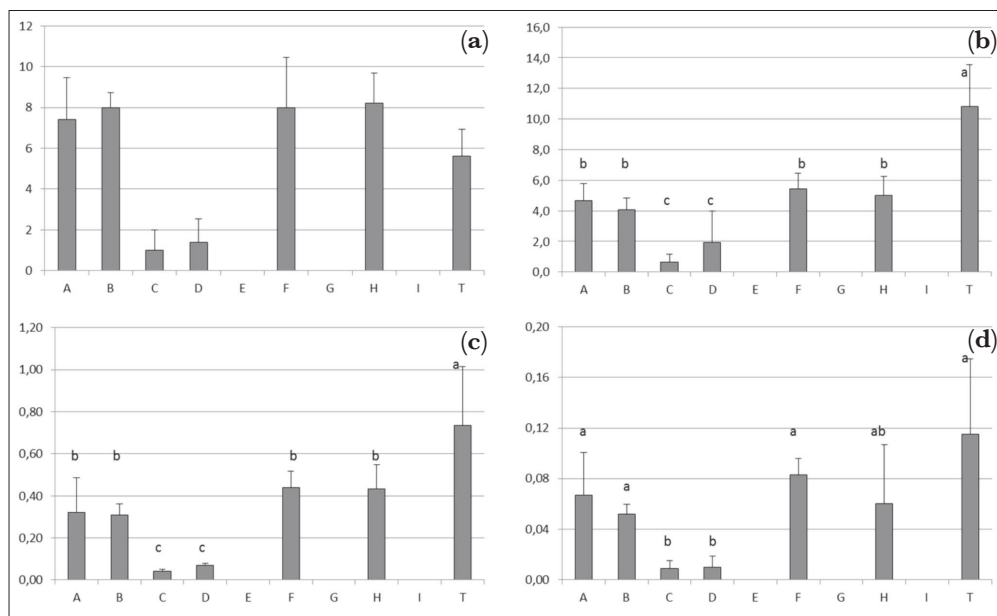 (a)
12
10
8
6
4
2
0
A B C D E F G H I T
(b)
16,0
14,0
12,0
10,0
8,0
6,0
4,0
2,0
0,0
b b c c b b a
A B C D E F G H I T
(c)
1,20
1,00
0,80
0,60
0,40
0,20
0,00
b b c c b b a
A B C D E F G H I T
(d)
0,20
0,16
0,12
0,08
0,04
0,00
a a b b a ab a
A B C D E F G H I T